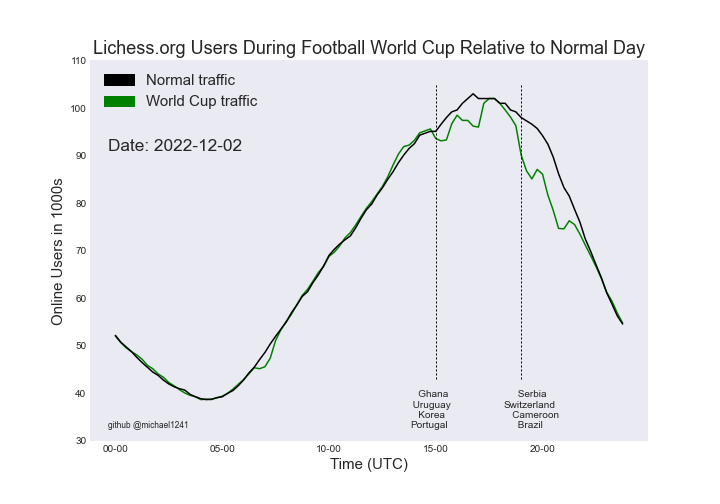 Lichess.org Users During Football World Cup Relative to Normal Day
110
100
90
80
70
60
50
40
30
Online Users in 1000s
Normal traffic
World Cup traffic
Date: 2022-12-02
Ghana
Uruguay
Korea
Portugal
Serbia
Switzerland
Cameroon
Brazil
github @michael1241
00-00 05-00 10-00 15-00 20-00
Time (UTC)